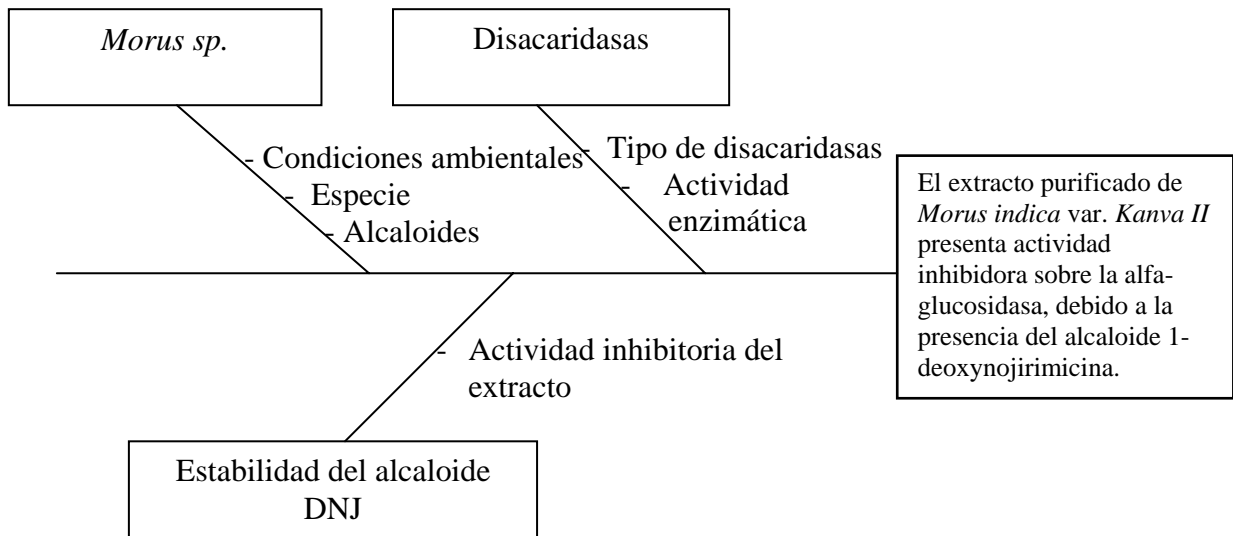 Morus sp.
Disacaridasas
- Condiciones ambientales
- Especie
- Alcaloides
- Tipo de disacaridasas
- Actividad
enzimática
El extracto purificado de
Morus indica var. Kanva II
presenta actividad
inhibidora sobre la alfa-
glucosidasa, debido a la
presencia del alcaloide 1-
deoxynojirimicina.
- Actividad inhibitoria del
extracto
Estabilidad del alcaloide
DNJ